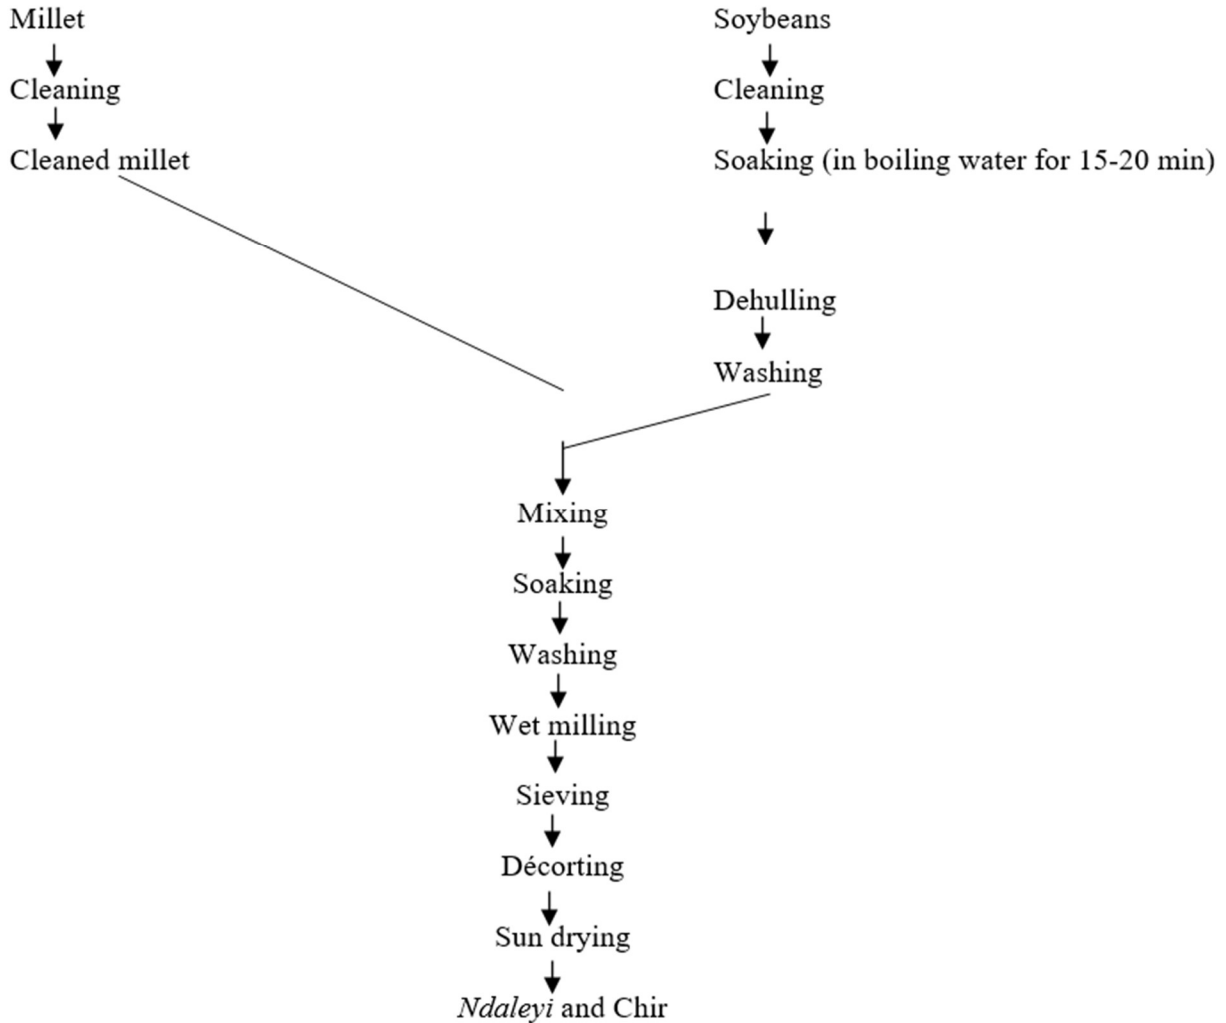 Millet
Cleaning
Cleaned millet
Soybeans
Cleaning
Soaking (in boiling water for 15-20 min)
Dehulling
Washing
Mixing
Soaking
Washing
Wet milling
Sieving
Décorting
Sun drying
Ndaleyi and Chir